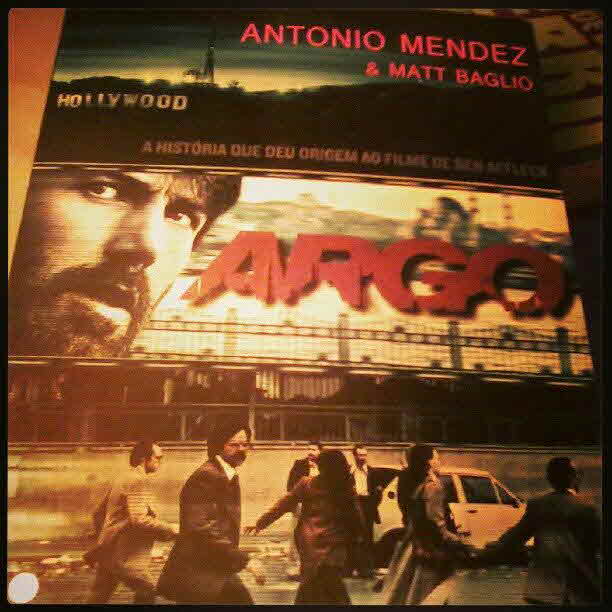 ANTONIO MENDEZ
& MATT BAGLIO
HOLLYWOOD
A HISTÓRIA QUE DEU ORIGEM AO FILME DE BEN AFFLECK
ARGO